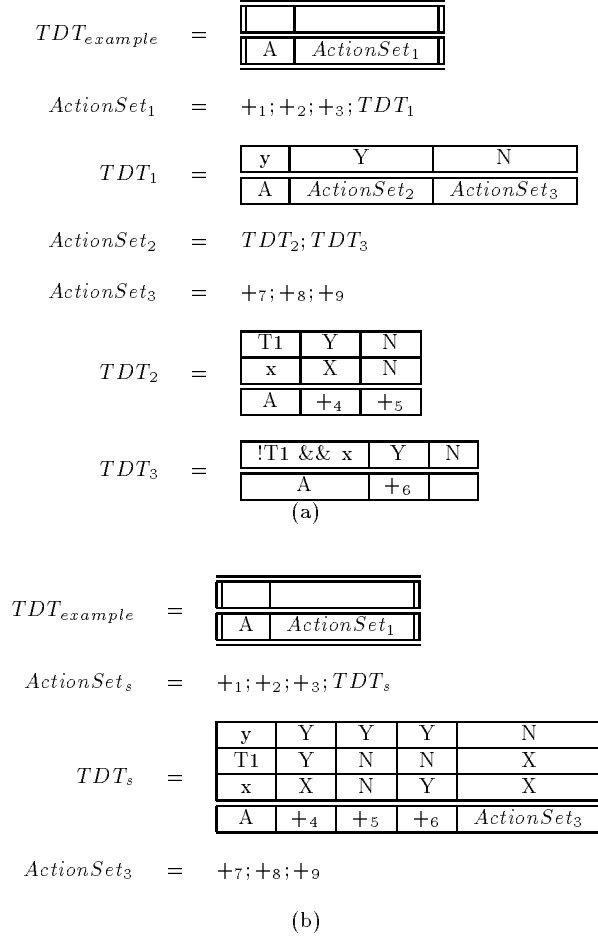 TDT_example =
A ActionSet_1
ActionSet_1 = +_1; +_2; +_3; TDT_1
y Y N
TDT_1 =
A ActionSet_2 ActionSet_3
ActionSet_2 = TDT_2; TDT_3
ActionSet_3 = +_7; +_8; +_9
T1 Y N
TDT_2 = x X N
A +_4 +_5
!T1 && x Y N
TDT_3 =
A +_6
(a)
TDT_example =
A ActionSet_1
ActionSet_s = +_1; +_2; +_3; TDT_s
y Y Y Y N
T1 Y N N X
TDT_s =
x X N Y X
A +_4 +_5 +_6 ActionSet_3
ActionSet_3 = +_7; +_8; +_9
(b)